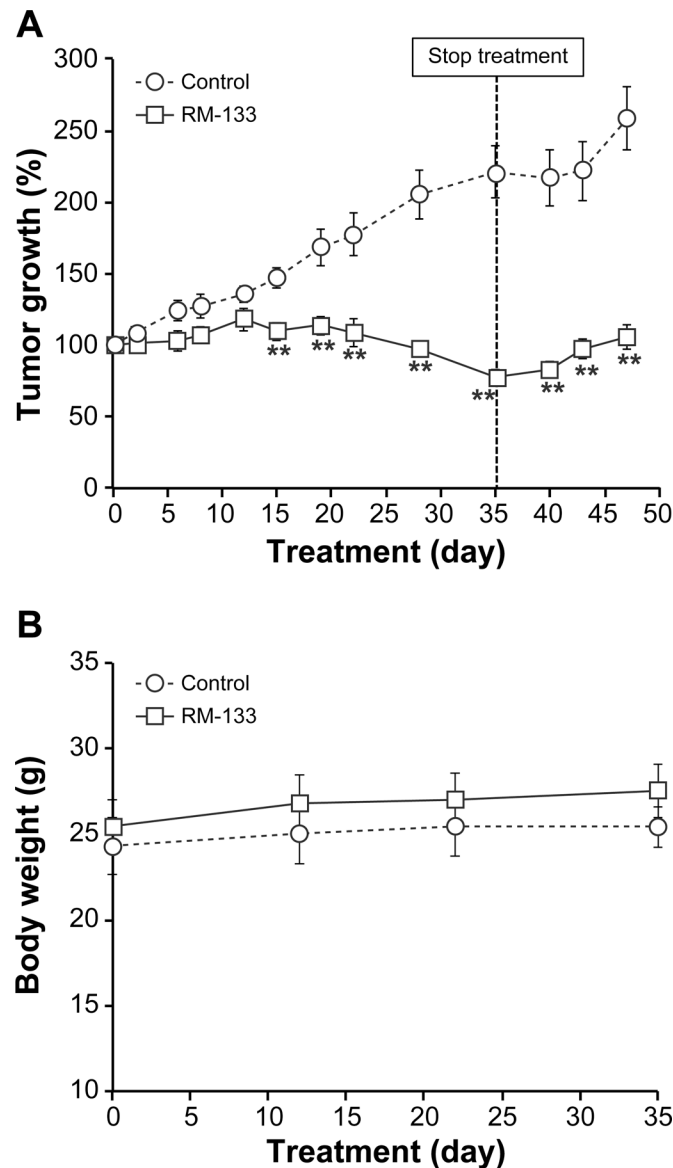 A
Stop treatment
Control
RM-133
Tumor growth (%)
300
250
200
150
100
50
0
** ** ** ** ** ** ** **
0 5 10 15 20 25 30 35 40 45 50
Treatment (day)
B
Control
RM-133
Body weight (g)
35
30
25
20
15
10
0 5 10 15 20 25 30 35
Treatment (day)